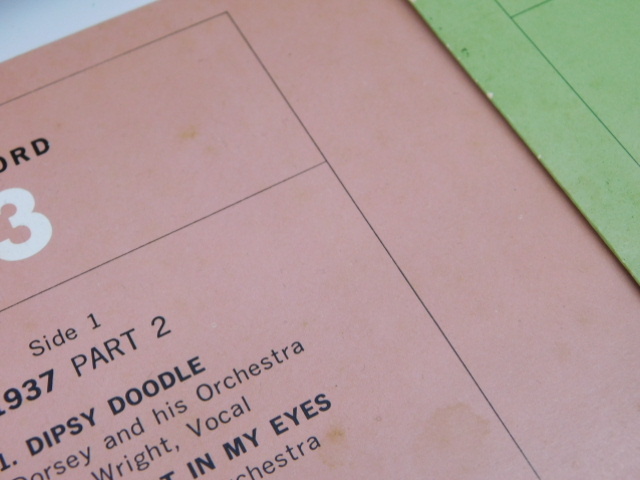 ORD
3
Side 1
1937 PART 2
1. DIPSY DOODLE
Dorsey and his Orchestra
Wright, Vocal
T IN MY EYES
chestra